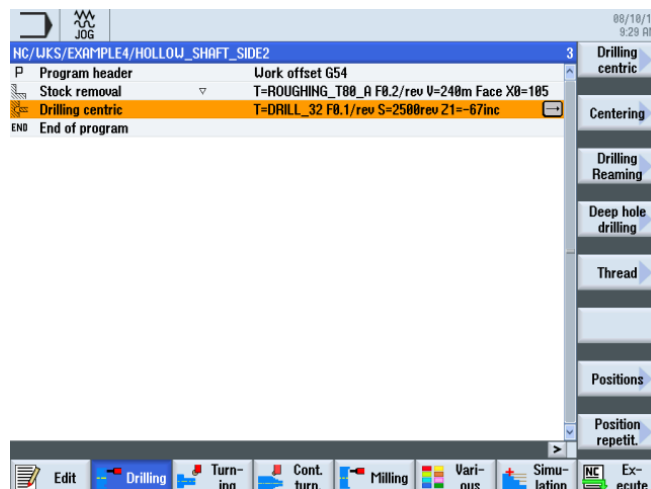 JOG
08/10/1
9:29 AM
NC/WKS/EXAMPLE4/HOLLOW_SHAFT_SIDE2 3
P Program header Work offset G54
Stock removal ▽ T=ROUGHING_T80_A F0.2/rev V=240m Face X0=105
Drilling centric T=DRILL_32 F0.1/rev S=2500rev Z1=-67inc
END End of program
Drilling
centric
Centering
Drilling
Reaming
Deep hole
drilling
Thread
Positions
Position
repetit.
>
Edit
Drilling
Turn-
ing
Cont.
turn.
Milling
Vari-
ous
Simu-
lation
NC
Ex-
ecute